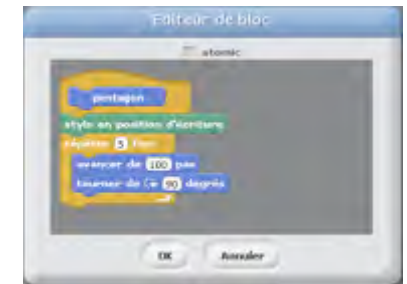 Editeur de bloc
atomic
pentagon
stylo en position d'écriture
répéter 5 fois
avancer de 100 pas
tourner de 90 degrés
OK Annuler